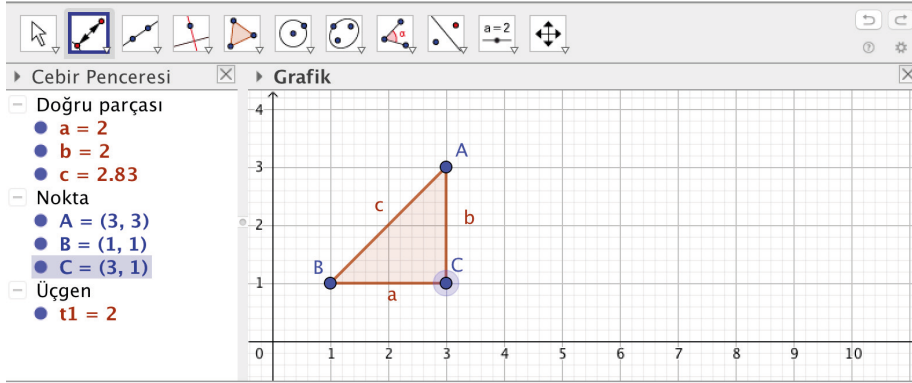 α
a = 2
Cebir Penceresi
Grafik
Doğru parçası
a = 2
b = 2
c = 2.83
Nokta
A = (3, 3)
B = (1, 1)
C = (3, 1)
Üçgen
t1 = 2
4
3
2
1
0 1 2 3 4 5 6 7 8 9 10
A
c
b
B
C
a